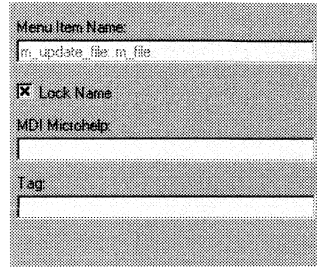 Menu Item Name:
m_update_file: m_file
Lock Name
MDI Microhelp:
Tag: